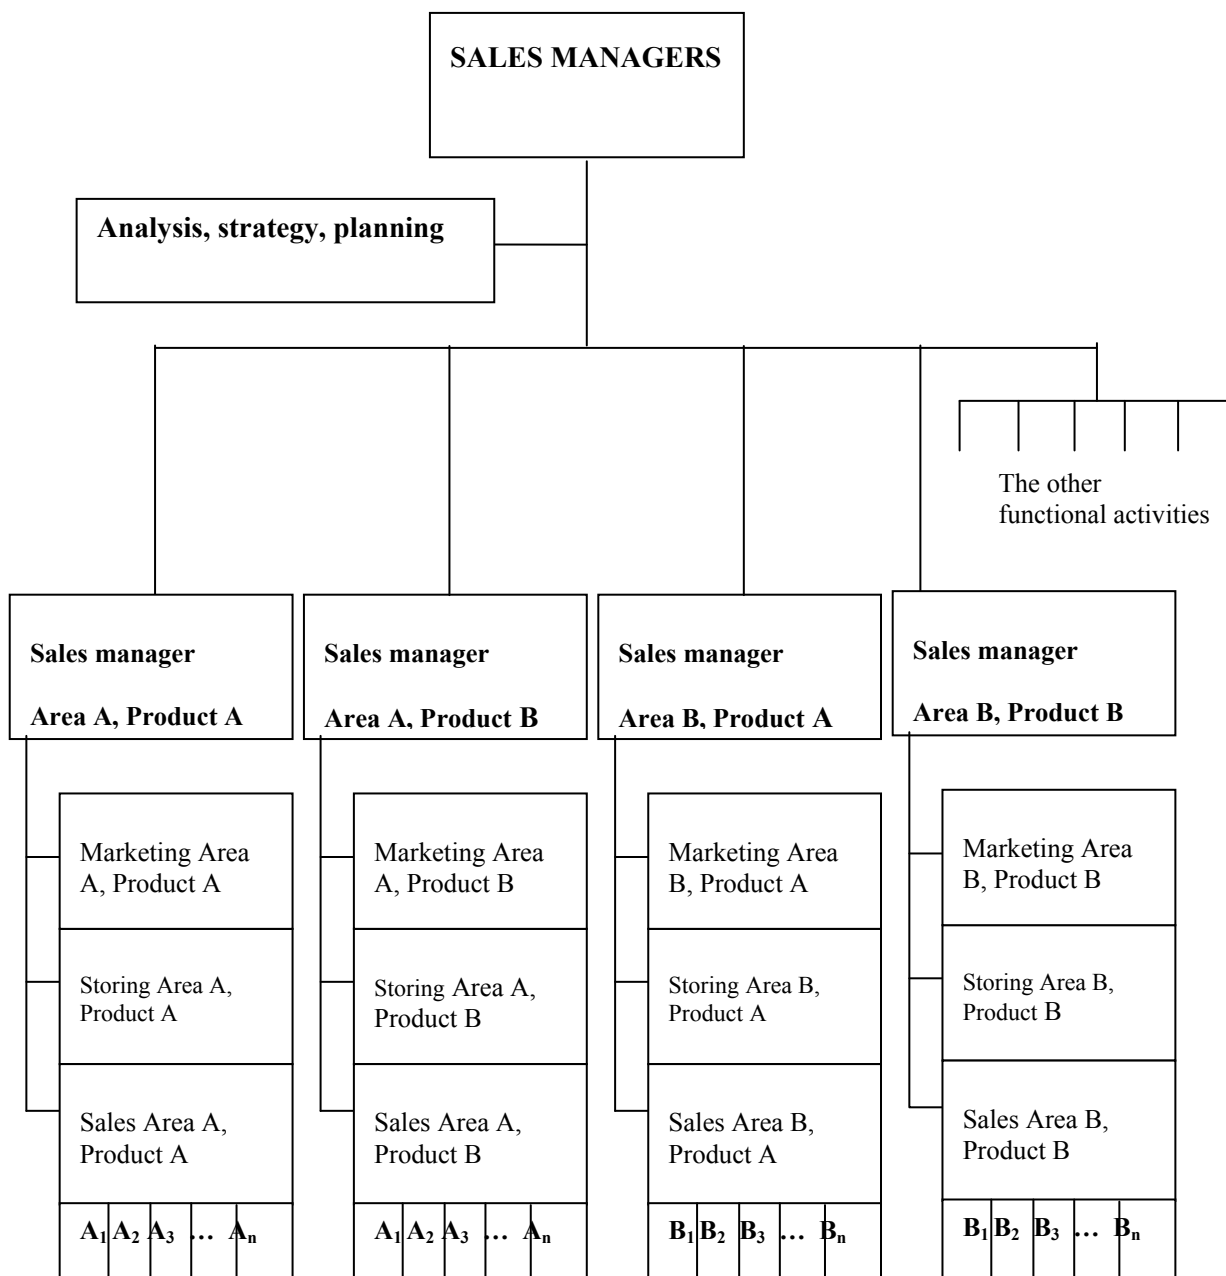 SALES MANAGERS
Analysis, strategy, planning
The other
functional activities
Sales manager
Area A, Product A
Sales manager
Area A, Product B
Sales manager
Area B, Product A
Sales manager
Area B, Product B
Marketing Area
A, Product A
Storing Area A,
Product A
Sales Area A,
Product A
A₁ A₂ A₃ … Aₙ
Marketing Area
A, Product B
Storing Area A,
Product B
Sales Area A,
Product B
A₁ A₂ A₃ … Aₙ
Marketing Area
B, Product A
Storing Area B,
Product A
Sales Area B,
Product A
B₁ B₂ B₃ … Bₙ
Marketing Area
B, Product B
Storing Area B,
Product B
Sales Area B,
Product B
B₁ B₂ B₃ … Bₙ